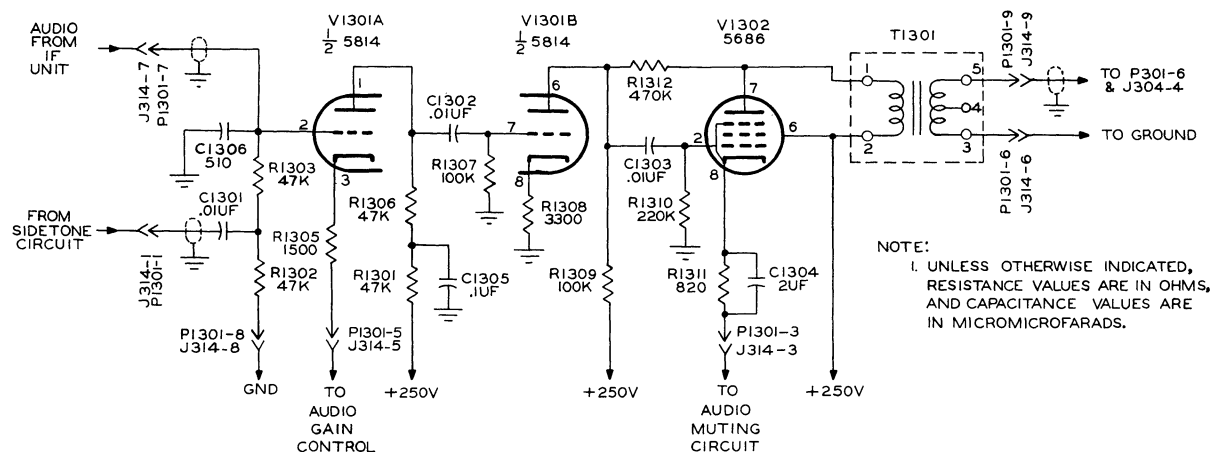 AUDIO
FROM
IF
UNIT
J314-7
P1301-7
V1301A
1/2 5814
V1301B
1/2 5814
V1302
5686
T1301
P1301-9
J314-9
TO P301-6
& J304-4
TO GROUND
P1301-6
J314-6
1
2
3
6
7
8
7
2
8
6
1
2
5
4
3
C1306
510
R1303
47K
C1301
.01UF
FROM
SIDETONE
CIRCUIT
J314-1
P1301-1
R1302
47K
P1301-8
J314-8
GND
R1305
1500
P1301-5
J314-5
TO
AUDIO
GAIN
CONTROL
C1302
.01UF
R1306
47K
R1301
47K
C1305
.1UF
+250V
R1307
100K
R1308
3300
R1312
470K
C1303
.01UF
R1310
220K
R1309
100K
+250V
R1311
820
C1304
2UF
P1301-3
J314-3
TO
AUDIO
MUTING
CIRCUIT
+250V
NOTE:
1. UNLESS OTHERWISE INDICATED,
RESISTANCE VALUES ARE IN OHMS,
AND CAPACITANCE VALUES ARE
IN MICROMICROFARADS.